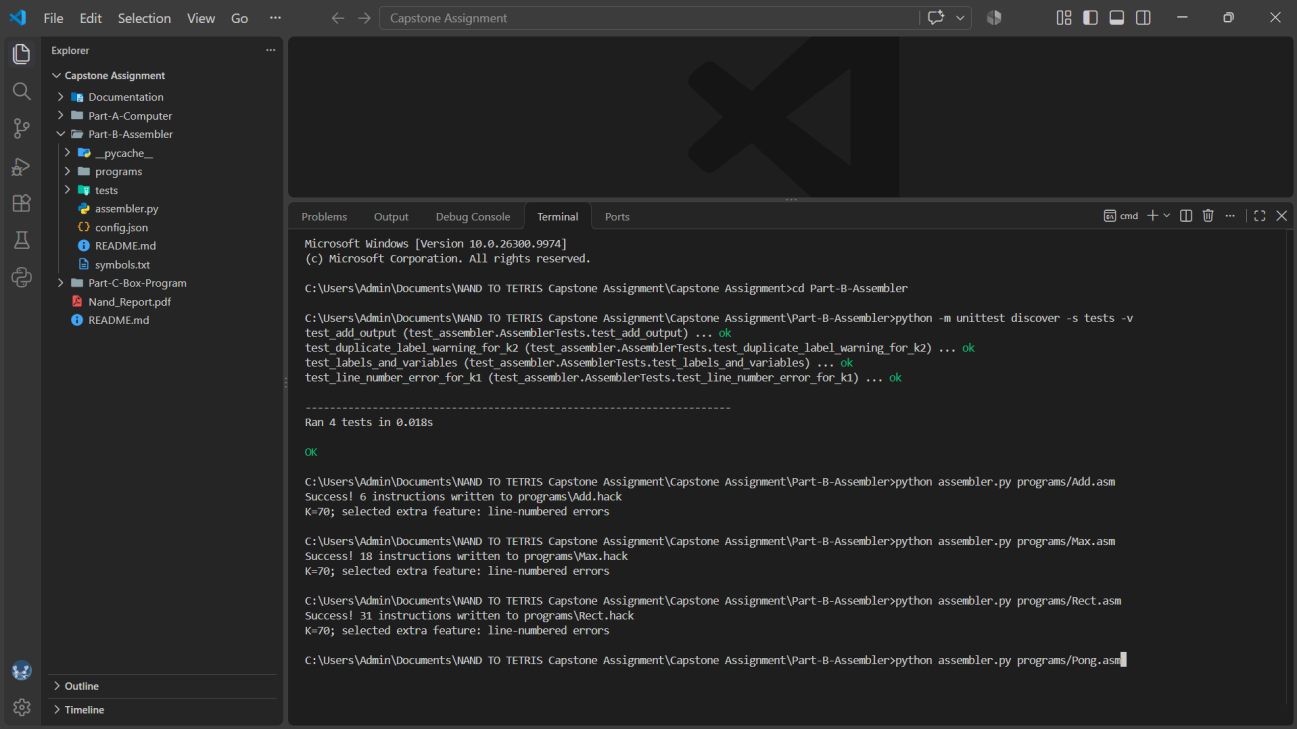 File Edit Selection View Go ···
Capstone Assignment
Explorer ···
Capstone Assignment
Documentation
Part-A-Computer
Part-B-Assembler
__pycache__
programs
tests
assembler.py
config.json
README.md
symbols.txt
Part-C-Box-Program
Nand_Report.pdf
README.md
Outline
Timeline
Problems Output Debug Console Terminal Ports
cmd
Microsoft Windows [Version 10.0.26300.9974]
(c) Microsoft Corporation. All rights reserved.
C:\Users\Admin\Documents\NAND TO TETRIS Capstone Assignment\Capstone Assignment>cd Part-B-Assembler
C:\Users\Admin\Documents\NAND TO TETRIS Capstone Assignment\Capstone Assignment\Part-B-Assembler>python -m unittest discover -s tests -v
test_add_output (test_assembler.AssemblerTests.test_add_output) ... ok
test_duplicate_label_warning_for_k2 (test_assembler.AssemblerTests.test_duplicate_label_warning_for_k2) ... ok
test_labels_and_variables (test_assembler.AssemblerTests.test_labels_and_variables) ... ok
test_line_number_error_for_k1 (test_assembler.AssemblerTests.test_line_number_error_for_k1) ... ok
----------------------------------------------------------------------
Ran 4 tests in 0.018s
OK
C:\Users\Admin\Documents\NAND TO TETRIS Capstone Assignment\Capstone Assignment\Part-B-Assembler>python assembler.py programs/Add.asm
Success! 6 instructions written to programs\Add.hack
K=70; selected extra feature: line-numbered errors
C:\Users\Admin\Documents\NAND TO TETRIS Capstone Assignment\Capstone Assignment\Part-B-Assembler>python assembler.py programs/Max.asm
Success! 18 instructions written to programs\Max.hack
K=70; selected extra feature: line-numbered errors
C:\Users\Admin\Documents\NAND TO TETRIS Capstone Assignment\Capstone Assignment\Part-B-Assembler>python assembler.py programs/Rect.asm
Success! 31 instructions written to programs\Rect.hack
K=70; selected extra feature: line-numbered errors
C:\Users\Admin\Documents\NAND TO TETRIS Capstone Assignment\Capstone Assignment\Part-B-Assembler>python assembler.py programs/Pong.asm